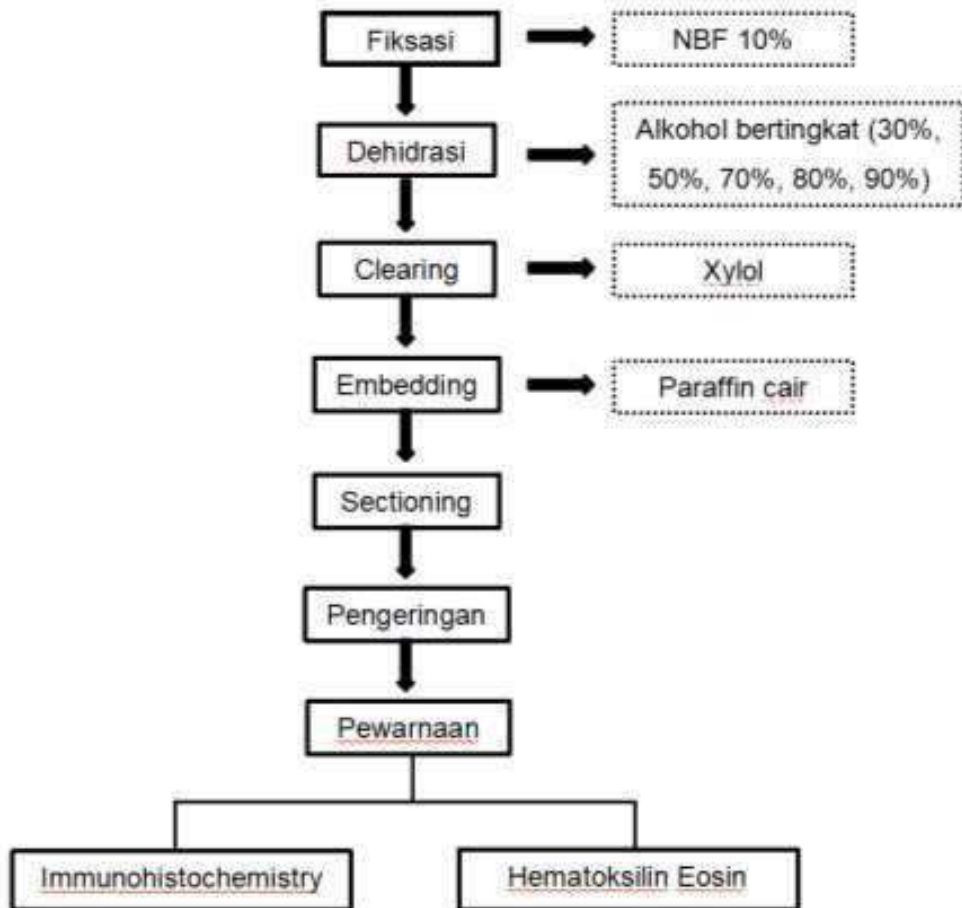 Fiksasi
NBF 10%
Dehidrasi
Alkohol bertingkat (30%,
50%, 70%, 80%, 90%)
Clearing
Xylol
Embedding
Paraffin cair
Sectioning
Pengeringan
Pewarnaan
Immunohistochemistry
Hematoksilin Eosin